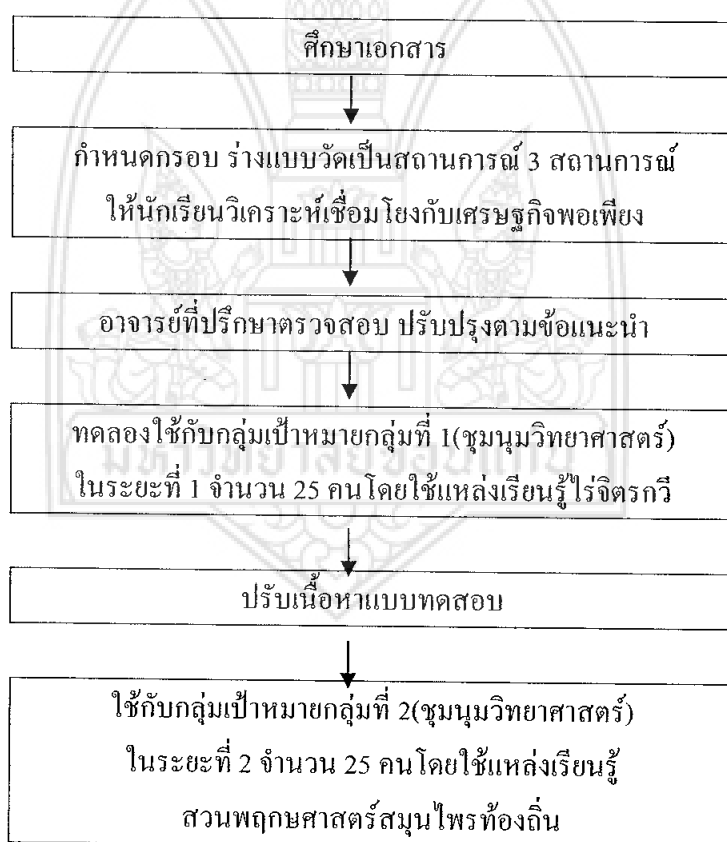 ศึกษาเอกสาร
กำหนดกรอบ ร่างแบบวัดเป็นสถานการณ์ 3 สถานการณ์
ให้นักเรียนวิเคราะห์เชื่อมโยงกับเศรษฐกิจพอเพียง
อาจารย์ที่ปรึกษาตรวจสอบ ปรับปรุงตามข้อแนะนำ
ทดลองใช้กับกลุ่มเป้าหมายกลุ่มที่ 1(ชุมนุมวิทยาศาสตร์)
ในระยะที่ 1 จำนวน 25 คนโดยใช้แหล่งเรียนรู้ไร่จิตรกวี
ปรับเนื้อหาแบบทดสอบ
ใช้กับกลุ่มเป้าหมายกลุ่มที่ 2(ชุมนุมวิทยาศาสตร์)
ในระยะที่ 2 จำนวน 25 คนโดยใช้แหล่งเรียนรู้
สวนพฤกษศาสตร์สมุนไพรท้องถิ่น